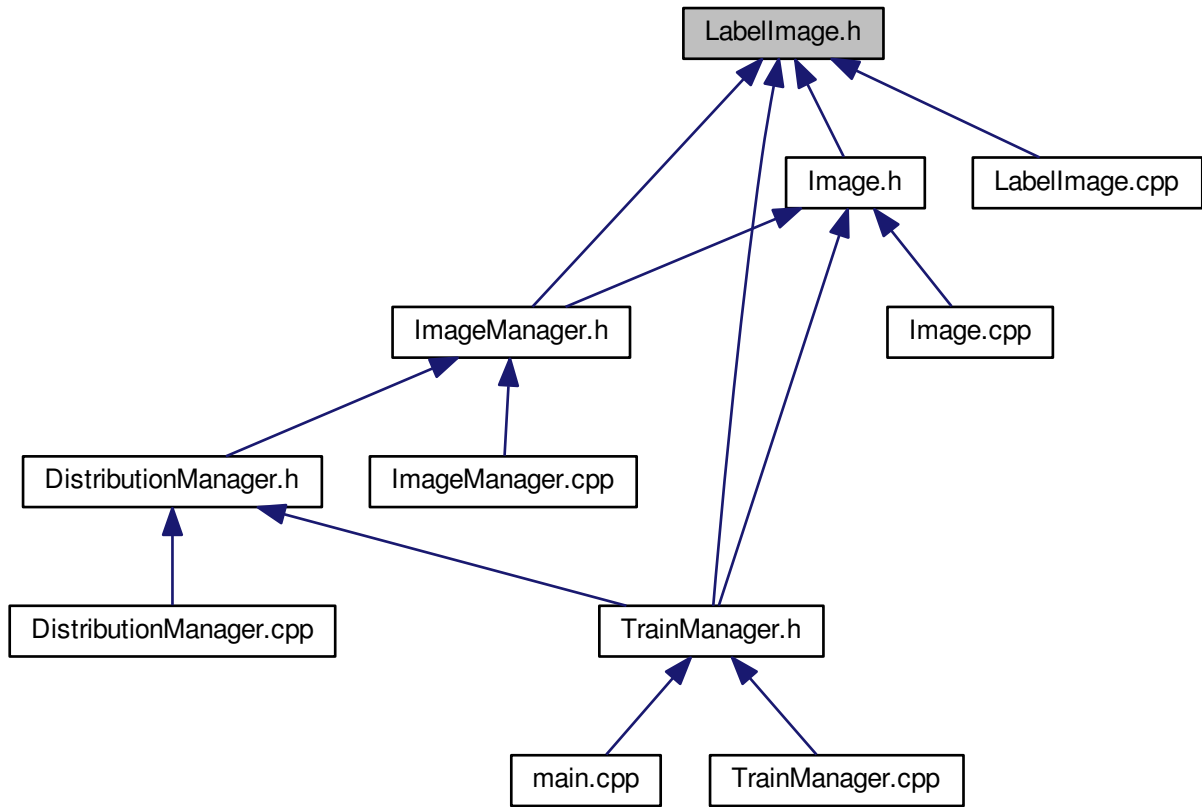 LabelImage.h
Image.h
LabelImage.cpp
ImageManager.h
Image.cpp
DistributionManager.h
ImageManager.cpp
DistributionManager.cpp
TrainManager.h
main.cpp
TrainManager.cpp